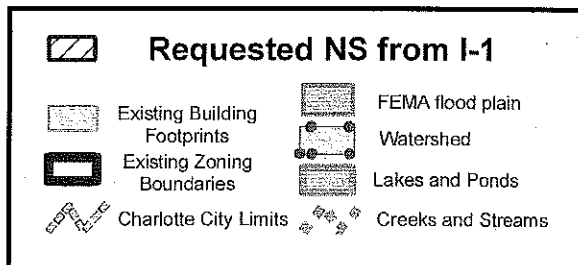 Requested NS from I-1
Existing Building
Footprints
Existing Zoning
Boundaries
Charlotte City Limits
FEMA flood plain
Watershed
Lakes and Ponds
Creeks and Streams